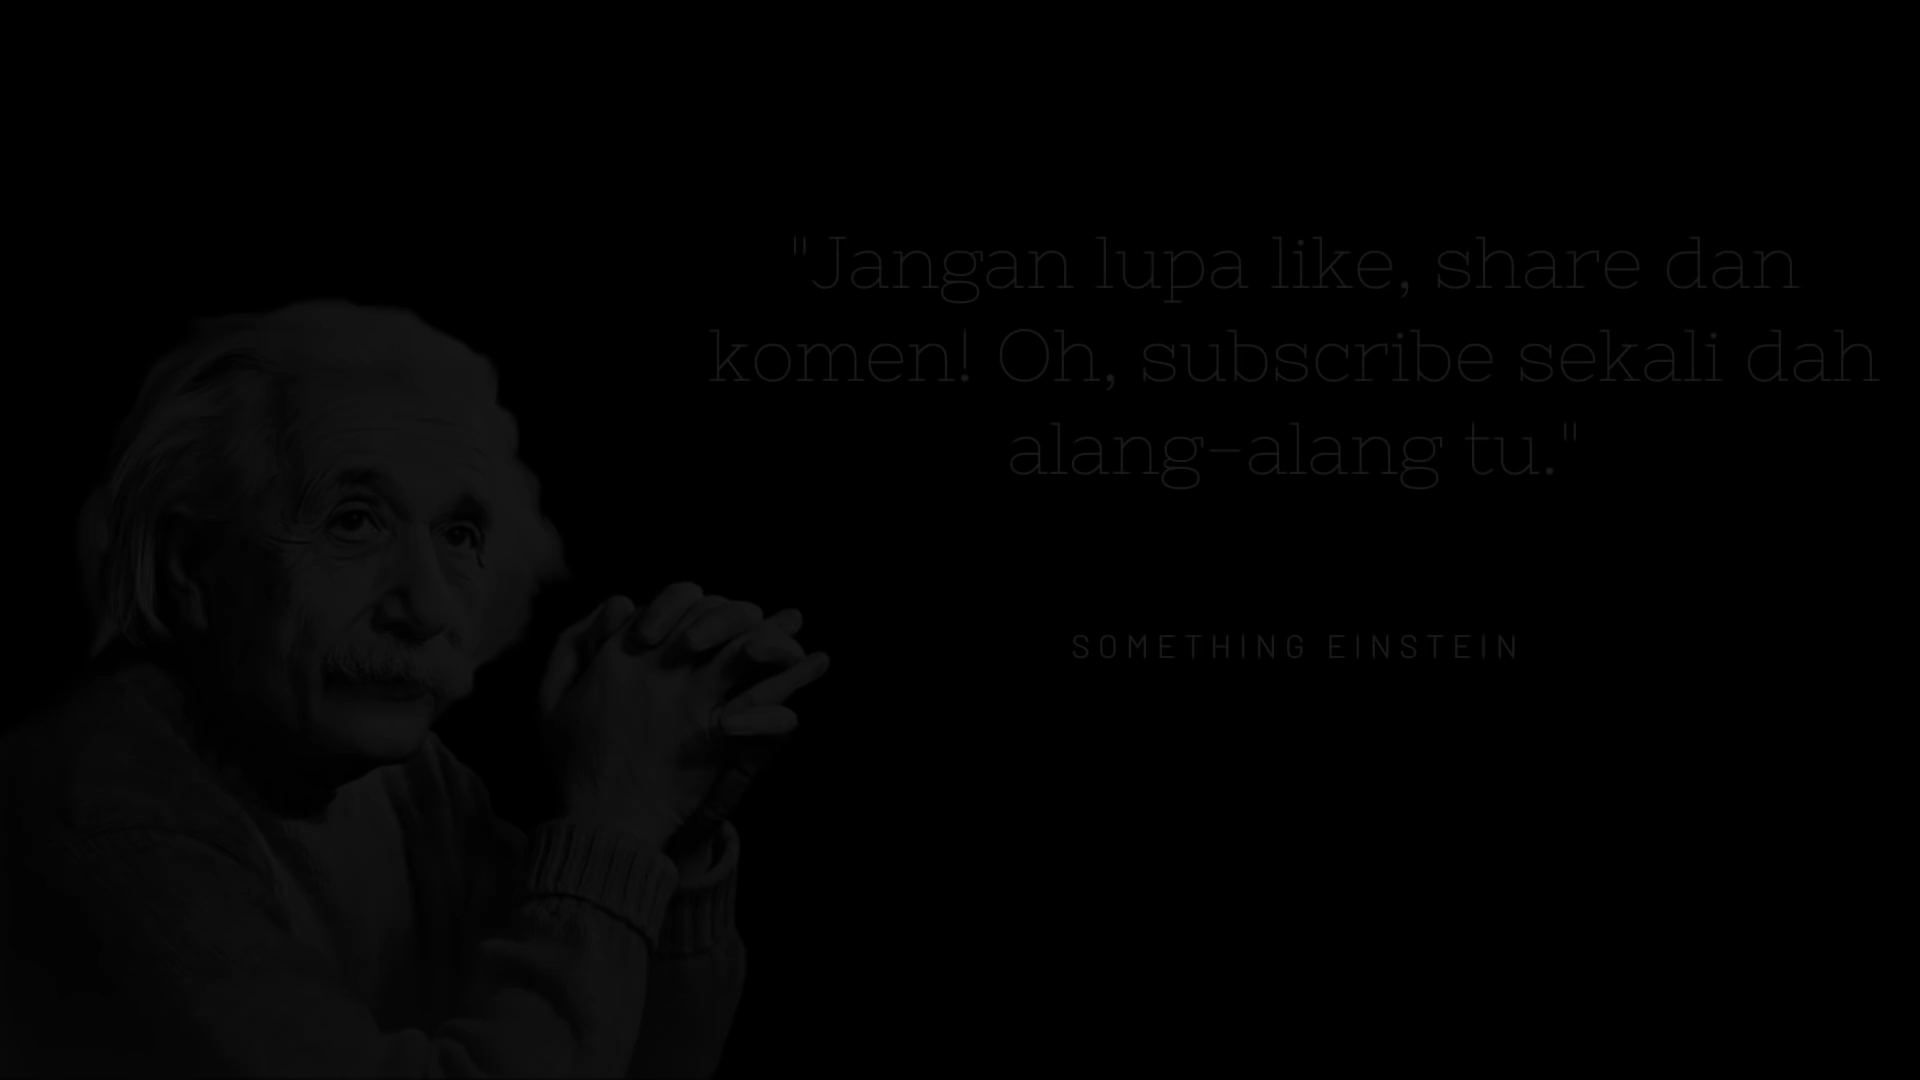 "Jangan lupa like, share dan
komen! Oh, subscribe sekali dah
alang-alang tu."
SOMETHING EINSTEIN